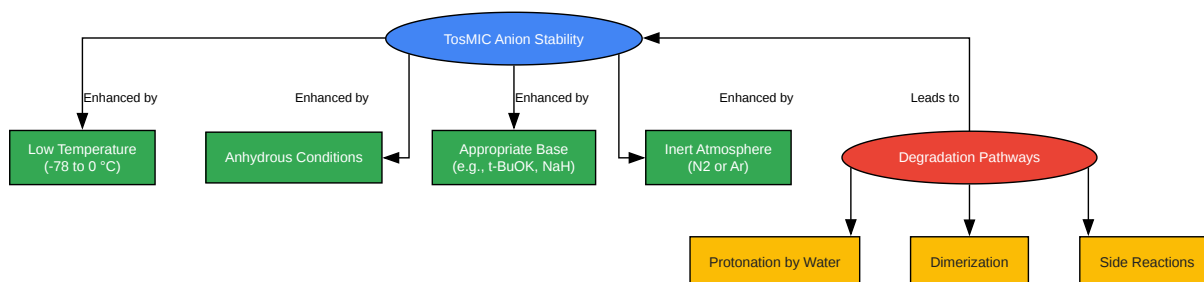 TosMIC Anion Stability
Enhanced by
Enhanced by
Enhanced by
Enhanced by
Leads to
Low Temperature
(-78 to 0 °C)
Anhydrous Conditions
Appropriate Base
(e.g., t-BuOK, NaH)
Inert Atmosphere
(N2 or Ar)
Degradation Pathways
Protonation by Water
Dimerization
Side Reactions